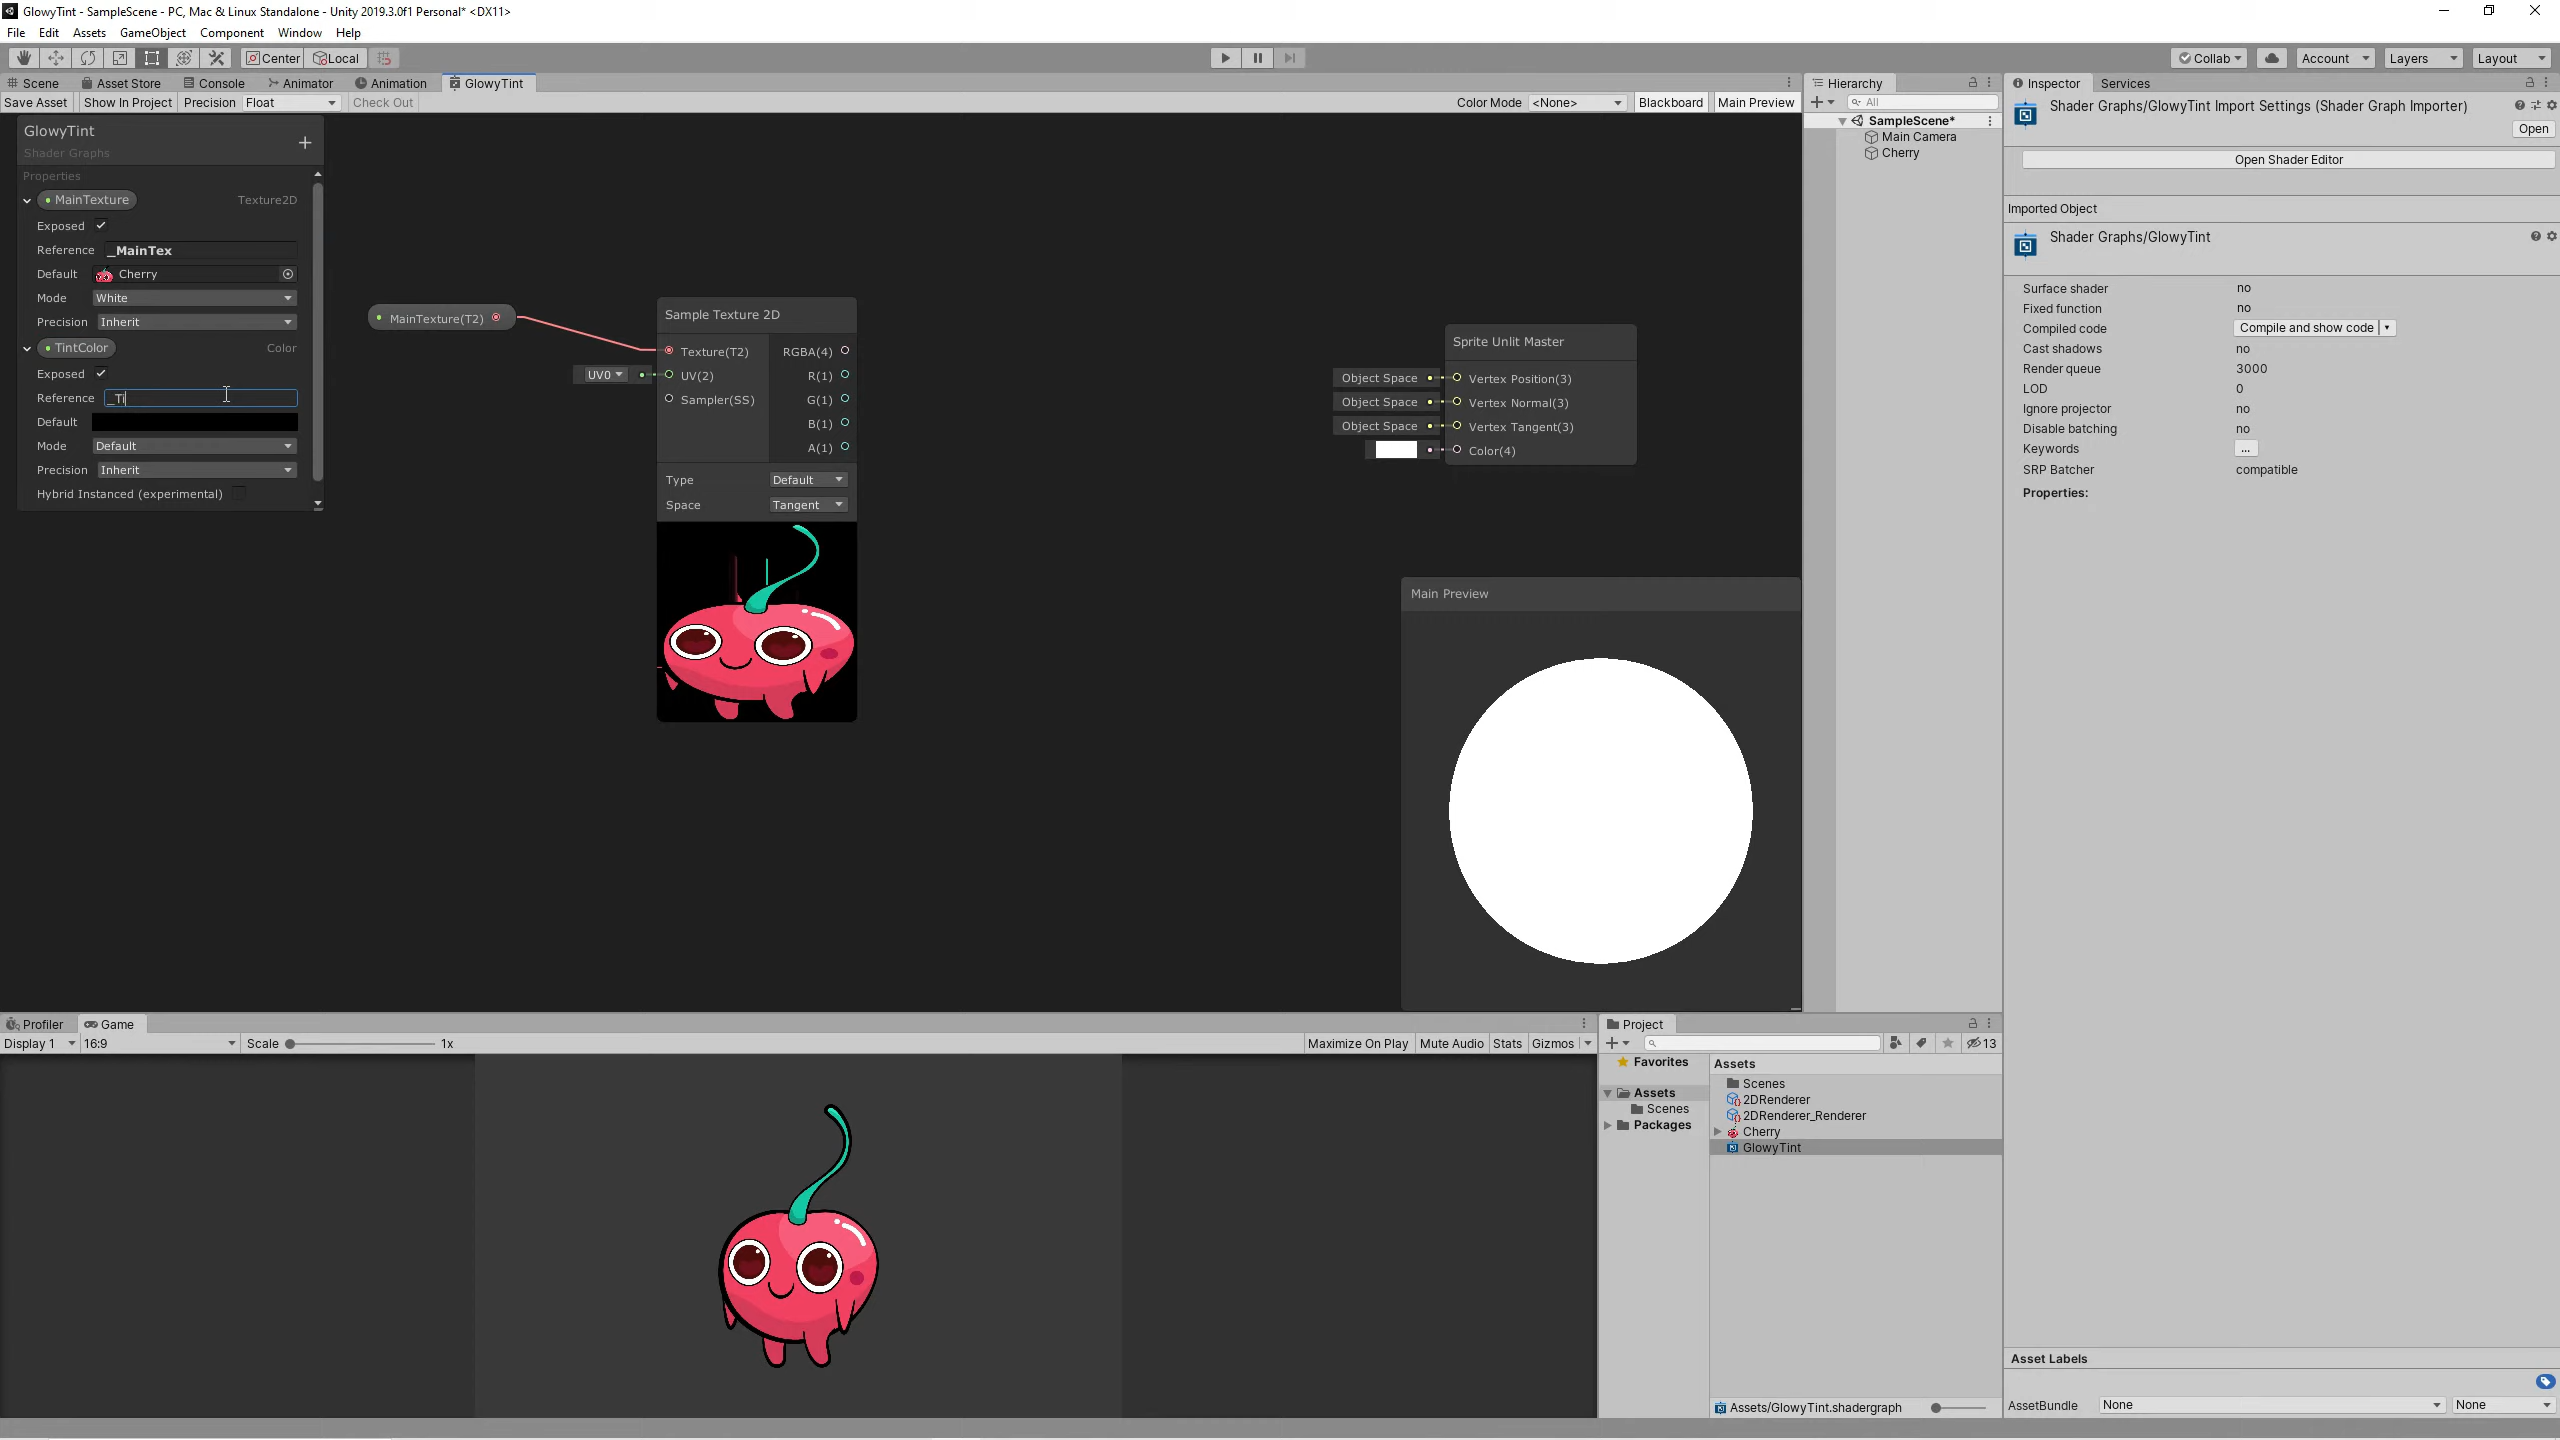 GlowyTint - SampleScene - PC, Mac & Linux Standalone - Unity 2019.3.0f1 Personal* <DX11>
File Edit Assets GameObject Component Window Help
Center Local Collab Account Layers Layout
Scene Asset Store Console Animator Animation GlowyTint
Save Asset Show In Project Precision Float Check Out Color Mode <None> Blackboard Main Preview
GlowyTint
Shader Graphs
Properties
MainTexture Texture2D
Exposed
Reference _MainTex
Default Cherry
Mode White
Precision Inherit
TintColor Color
Exposed
Reference _Ti
Default
Mode Default
Precision Inherit
Hybrid Instanced (experimental)
MainTexture(T2)
UV0
Sample Texture 2D
Texture(T2) RGBA(4)
UV(2) R(1)
Sampler(SS) G(1)
B(1)
A(1)
Type Default
Space Tangent
Sprite Unlit Master
Object Space Vertex Position(3)
Object Space Vertex Normal(3)
Object Space Vertex Tangent(3)
Color(4)
Main Preview
Hierarchy
All
SampleScene*
Main Camera
Cherry
Inspector Services
Shader Graphs/GlowyTint Import Settings (Shader Graph Importer)
Open
Open Shader Editor
Imported Object
Shader Graphs/GlowyTint
Surface shader no
Fixed function no
Compiled code Compile and show code
Cast shadows no
Render queue 3000
LOD 0
Ignore projector no
Disable batching no
Keywords ...
SRP Batcher compatible
Properties:
Profiler Game
Display 1 16:9 Scale 1x Maximize On Play Mute Audio Stats Gizmos
Project
13
Favorites
Assets
Scenes
Packages
Assets
Scenes
2DRenderer
2DRenderer_Renderer
Cherry
GlowyTint
Assets/GlowyTint.shadergraph
Asset Labels
AssetBundle None None